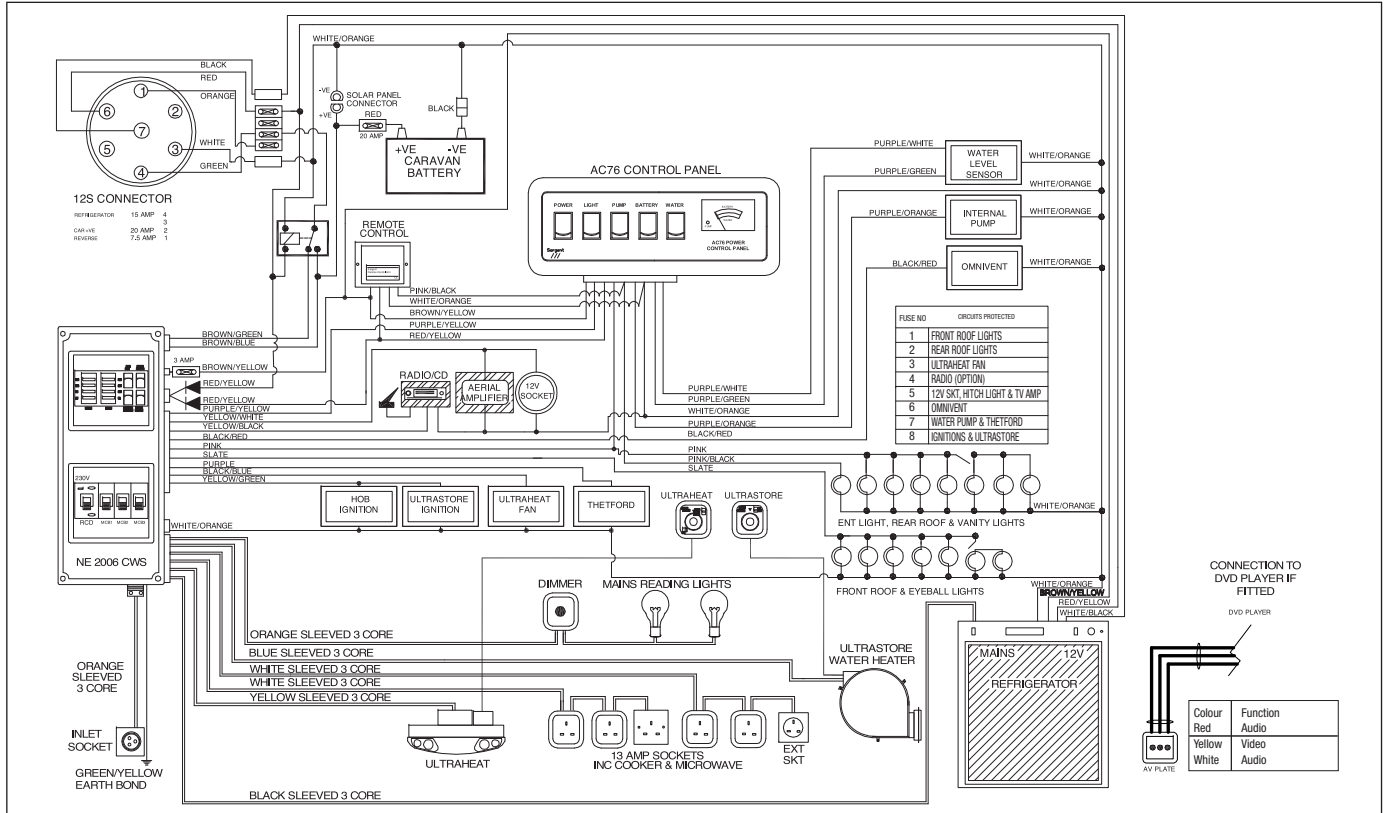 WHITE/ORANGE
BLACK
RED
ORANGE
WHITE
GREEN
1
6
2
7
5
3
4
12S CONNECTOR
REFRIGERATOR 15 AMP 4
3
CAR +VE 20 AMP 2
REVERSE 7.5 AMP 1
-VE
SOLAR PANEL
CONNECTOR
+VE
RED
20 AMP
BLACK
+VE -VE
CARAVAN
BATTERY
REMOTE
CONTROL
AC76 CONTROL PANEL
POWER LIGHT PUMP BATTERY WATER
Sargent
AC76 POWER
CONTROL PANEL
PURPLE/WHITE
PURPLE/GREEN
WATER
LEVEL
SENSOR
WHITE/ORANGE
PURPLE/ORANGE
INTERNAL
PUMP
WHITE/ORANGE
BLACK/RED
OMNIVENT
WHITE/ORANGE
FUSE NO CIRCUITS PROTECTED
1 FRONT ROOF LIGHTS
2 REAR ROOF LIGHTS
3 ULTRAHEAT FAN
4 RADIO (OPTION)
5 12V SKT, HITCH LIGHT & TV AMP
6 OMNIVENT
7 WATER PUMP & THETFORD
8 IGNITIONS & ULTRASTORE
PINK/BLACK
WHITE/ORANGE
BROWN/YELLOW
PURPLE/YELLOW
RED/YELLOW
BROWN/GREEN
BROWN/BLUE
3 AMP
BROWN/YELLOW
RED/YELLOW
RED/YELLOW
PURPLE/YELLOW
YELLOW/WHITE
YELLOW/BLACK
BLACK/RED
PINK
SLATE
PURPLE
BLACK/BLUE
YELLOW/GREEN
WHITE/ORANGE
RADIO/CD
AERIAL
AMPLIFIER
12V
SOCKET
PURPLE/WHITE
PURPLE/GREEN
WHITE/ORANGE
PURPLE/ORANGE
BLACK/RED
PINK
PINK/BLACK
SLATE
230V
RCD MCB1 MCB2 MCB3
NE 2006 CWS
HOB
IGNITION
ULTRASTORE
IGNITION
ULTRAHEAT
FAN
THETFORD
ULTRAHEAT
ULTRASTORE
WHITE/ORANGE
ENT LIGHT, REAR ROOF & VANITY LIGHTS
FRONT ROOF & EYEBALL LIGHTS
WHITE/ORANGE
BROWN/YELLOW
RED/YELLOW
WHITE/BLACK
DIMMER
MAINS READING LIGHTS
ORANGE SLEEVED 3 CORE
BLUE SLEEVED 3 CORE
WHITE SLEEVED 3 CORE
WHITE SLEEVED 3 CORE
YELLOW SLEEVED 3 CORE
BLACK SLEEVED 3 CORE
ORANGE
SLEEVED
3 CORE
INLET
SOCKET
GREEN/YELLOW
EARTH BOND
ULTRAHEAT
13 AMP SOCKETS
INC COOKER & MICROWAVE
EXT
SKT
ULTRASTORE
WATER HEATER
MAINS 12V
REFRIGERATOR
CONNECTION TO
DVD PLAYER IF
FITTED
DVD PLAYER
AV PLATE
Colour Function
Red Audio
Yellow Video
White Audio